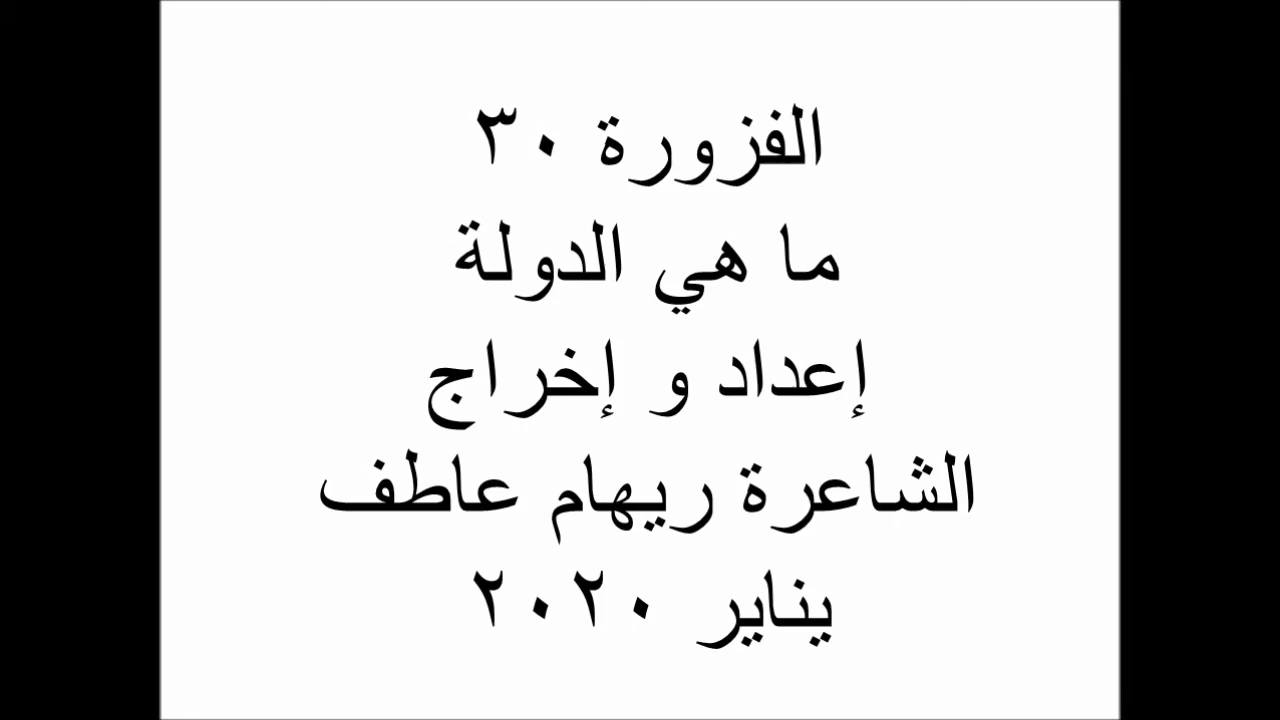 الفزورة ٣٠
ما هي الدولة
إعداد و إخراج
الشاعرة ريهام عاطف
يناير ٢٠٢٠